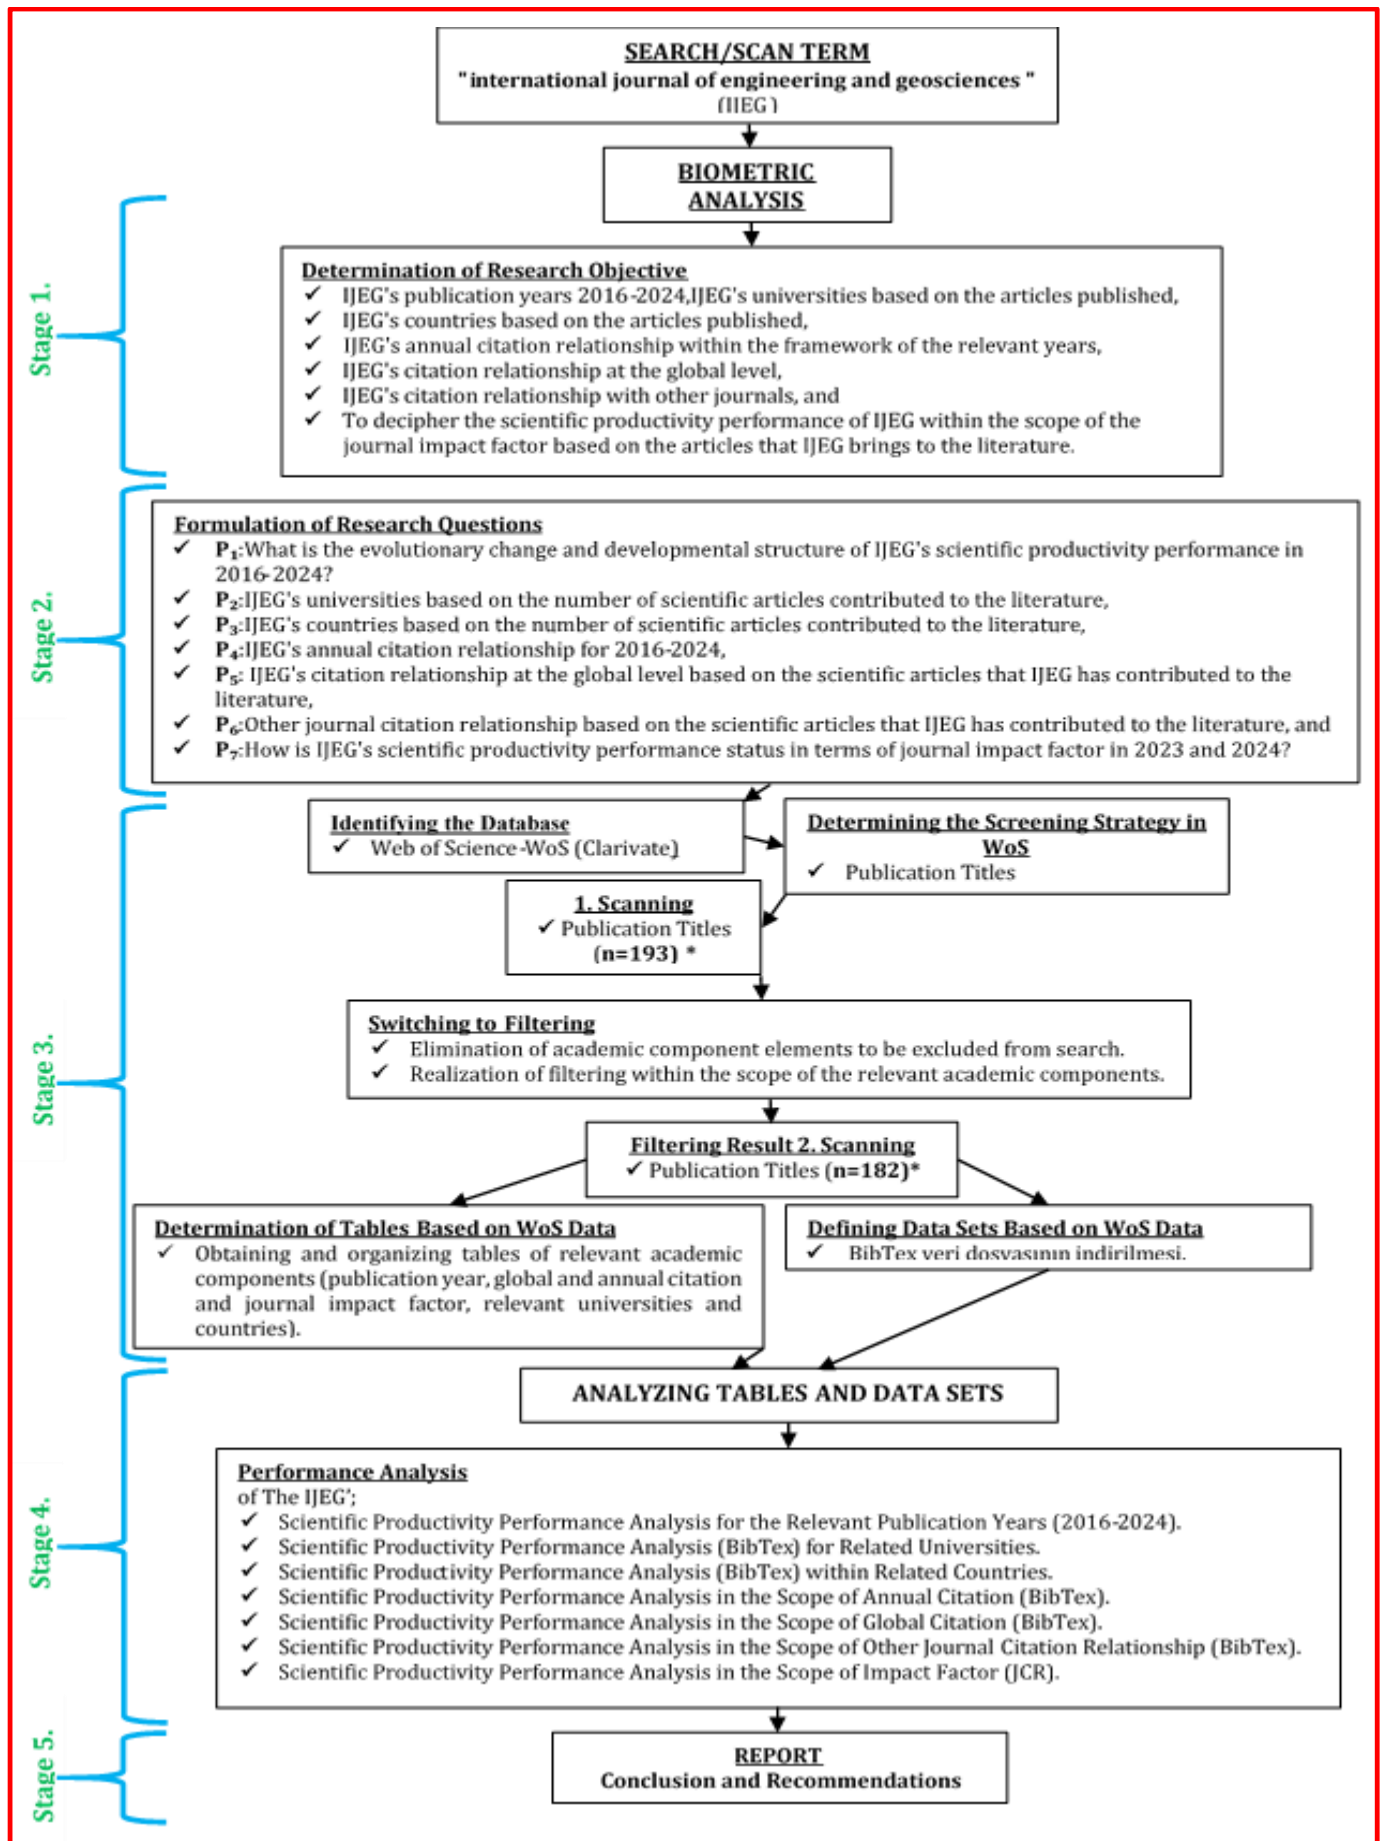 SEARCH/SCAN TERM
"international journal of engineering and geosciences "
(IJEG)
BIOMETRIC
ANALYSIS
Stage 1.
Determination of Research Objective
✓ IJEG's publication years 2016-2024,IJEG's universities based on the articles published,
✓ IJEG's countries based on the articles published,
✓ IJEG's annual citation relationship within the framework of the relevant years,
✓ IJEG's citation relationship at the global level,
✓ IJEG's citation relationship with other journals, and
✓ To decipher the scientific productivity performance of IJEG within the scope of the
journal impact factor based on the articles that IJEG brings to the literature.
Stage 2.
Formulation of Research Questions
✓ P₁:What is the evolutionary change and developmental structure of IJEG's scientific productivity performance in
2016-2024?
✓ P₂:IJEG's universities based on the number of scientific articles contributed to the literature,
✓ P₃:IJEG's countries based on the number of scientific articles contributed to the literature,
✓ P₄:IJEG's annual citation relationship for 2016-2024,
✓ P₅: IJEG's citation relationship at the global level based on the scientific articles that IJEG has contributed to the
literature,
✓ P₆:Other journal citation relationship based on the scientific articles that IJEG has contributed to the literature, and
✓ P₇:How is IJEG's scientific productivity performance status in terms of journal impact factor in 2023 and 2024?
Stage 3.
Identifying the Database
✓ Web of Science-WoS (Clarivate)
Determining the Screening Strategy in
WoS
✓ Publication Titles
1. Scanning
✓ Publication Titles
(n=193) *
Switching to Filtering
✓ Elimination of academic component elements to be excluded from search.
✓ Realization of filtering within the scope of the relevant academic components.
Filtering Result 2. Scanning
✓ Publication Titles (n=182)*
Determination of Tables Based on WoS Data
✓ Obtaining and organizing tables of relevant academic
components (publication year, global and annual citation
and journal impact factor, relevant universities and
countries).
Defining Data Sets Based on WoS Data
✓ BibTex veri dosyasının indirilmesi.
Stage 4.
ANALYZING TABLES AND DATA SETS
Performance Analysis
of The IJEG';
✓ Scientific Productivity Performance Analysis for the Relevant Publication Years (2016-2024).
✓ Scientific Productivity Performance Analysis (BibTex) for Related Universities.
✓ Scientific Productivity Performance Analysis (BibTex) within Related Countries.
✓ Scientific Productivity Performance Analysis in the Scope of Annual Citation (BibTex).
✓ Scientific Productivity Performance Analysis in the Scope of Global Citation (BibTex).
✓ Scientific Productivity Performance Analysis in the Scope of Other Journal Citation Relationship (BibTex).
✓ Scientific Productivity Performance Analysis in the Scope of Impact Factor (JCR).
Stage 5.
REPORT
Conclusion and Recommendations